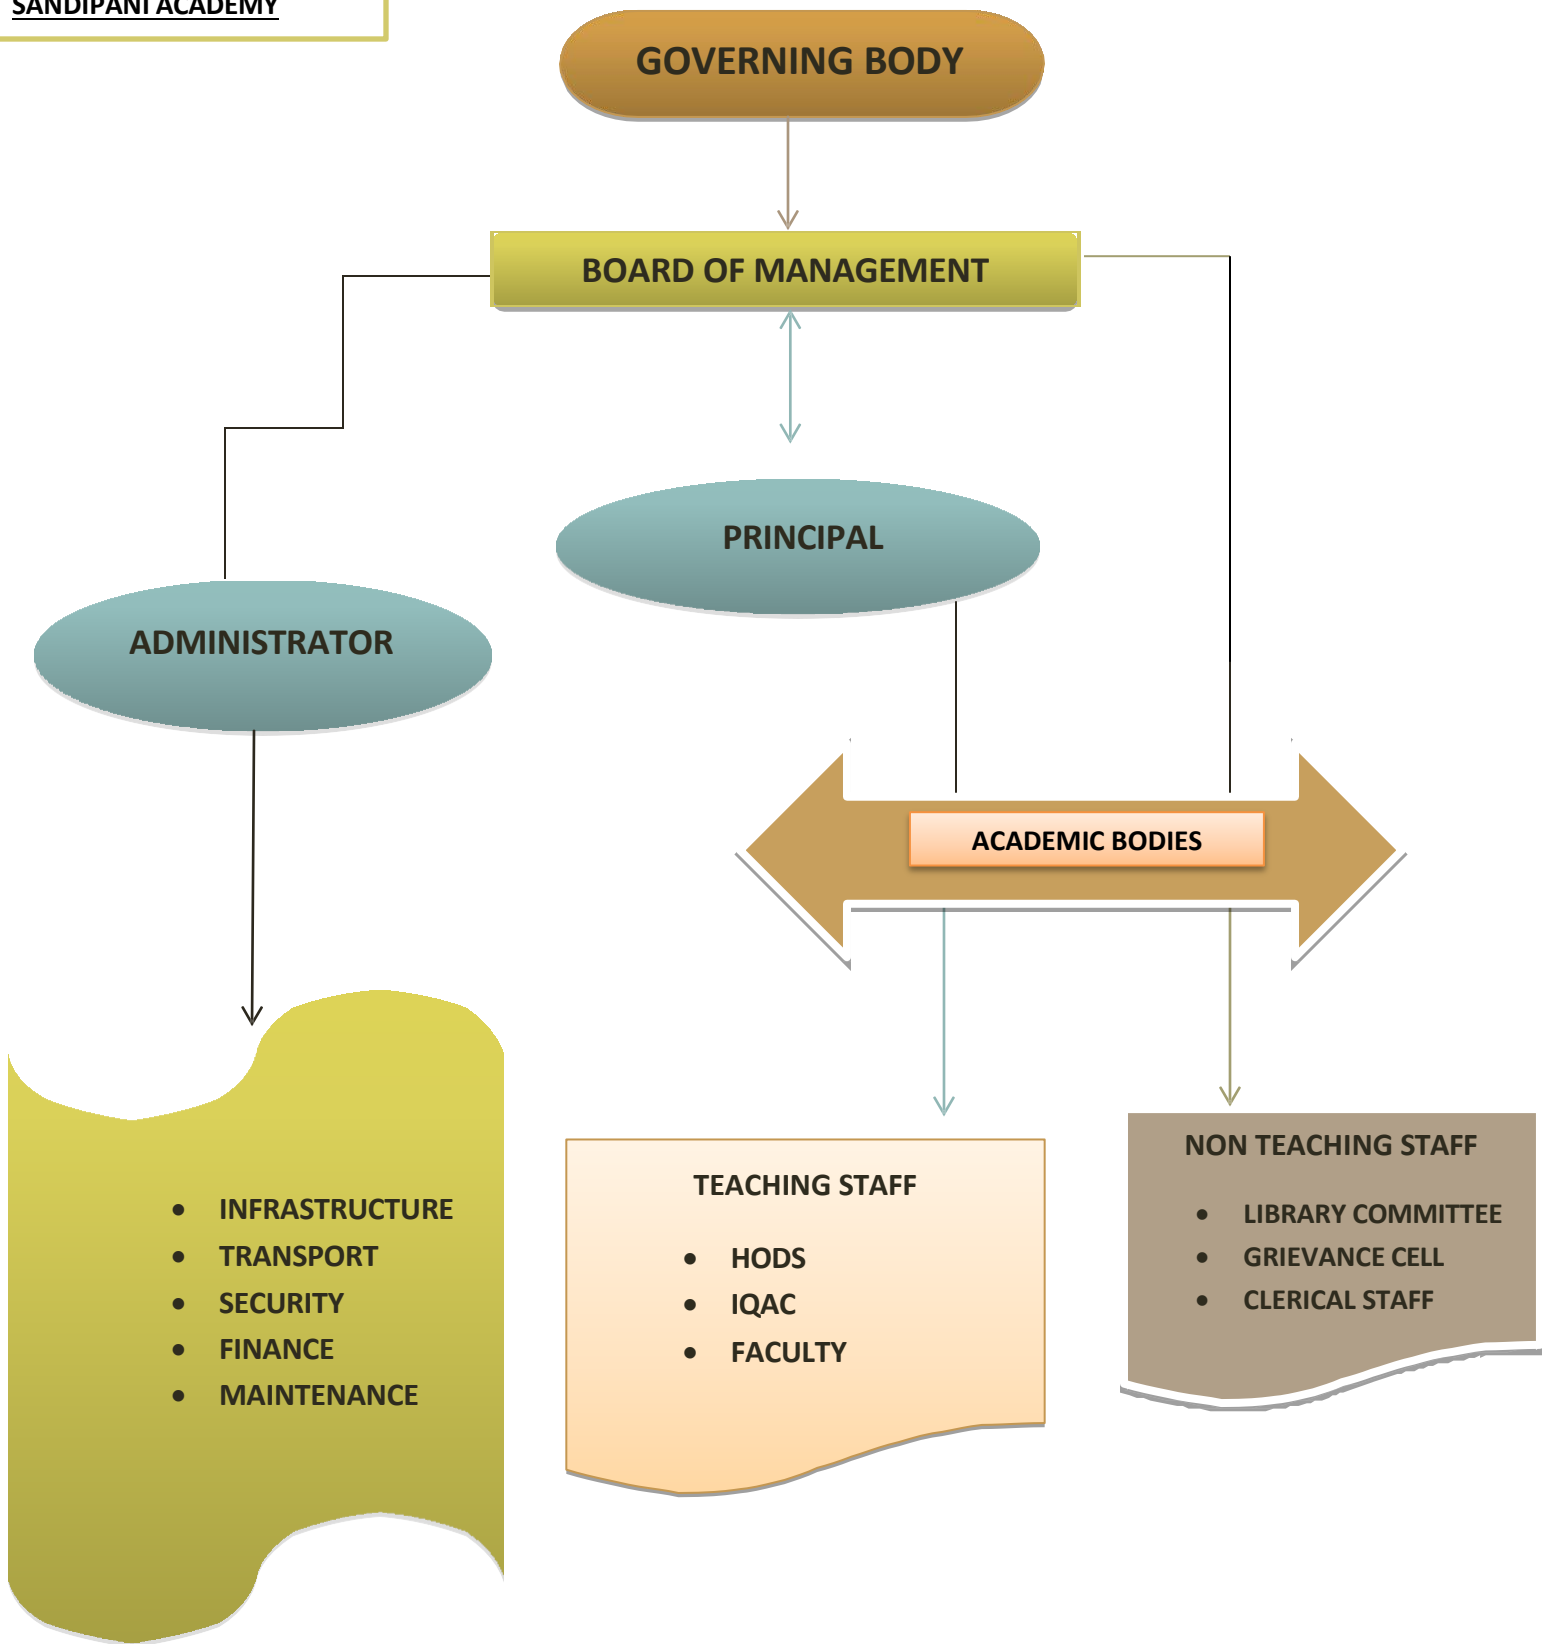 SANDIPANI ACADEMY
GOVERNING BODY
BOARD OF MANAGEMENT
PRINCIPAL
ADMINISTRATOR
ACADEMIC BODIES
• INFRASTRUCTURE
• TRANSPORT
• SECURITY
• FINANCE
• MAINTENANCE
TEACHING STAFF
• HODS
• IQAC
• FACULTY
NON TEACHING STAFF
• LIBRARY COMMITTEE
• GRIEVANCE CELL
• CLERICAL STAFF